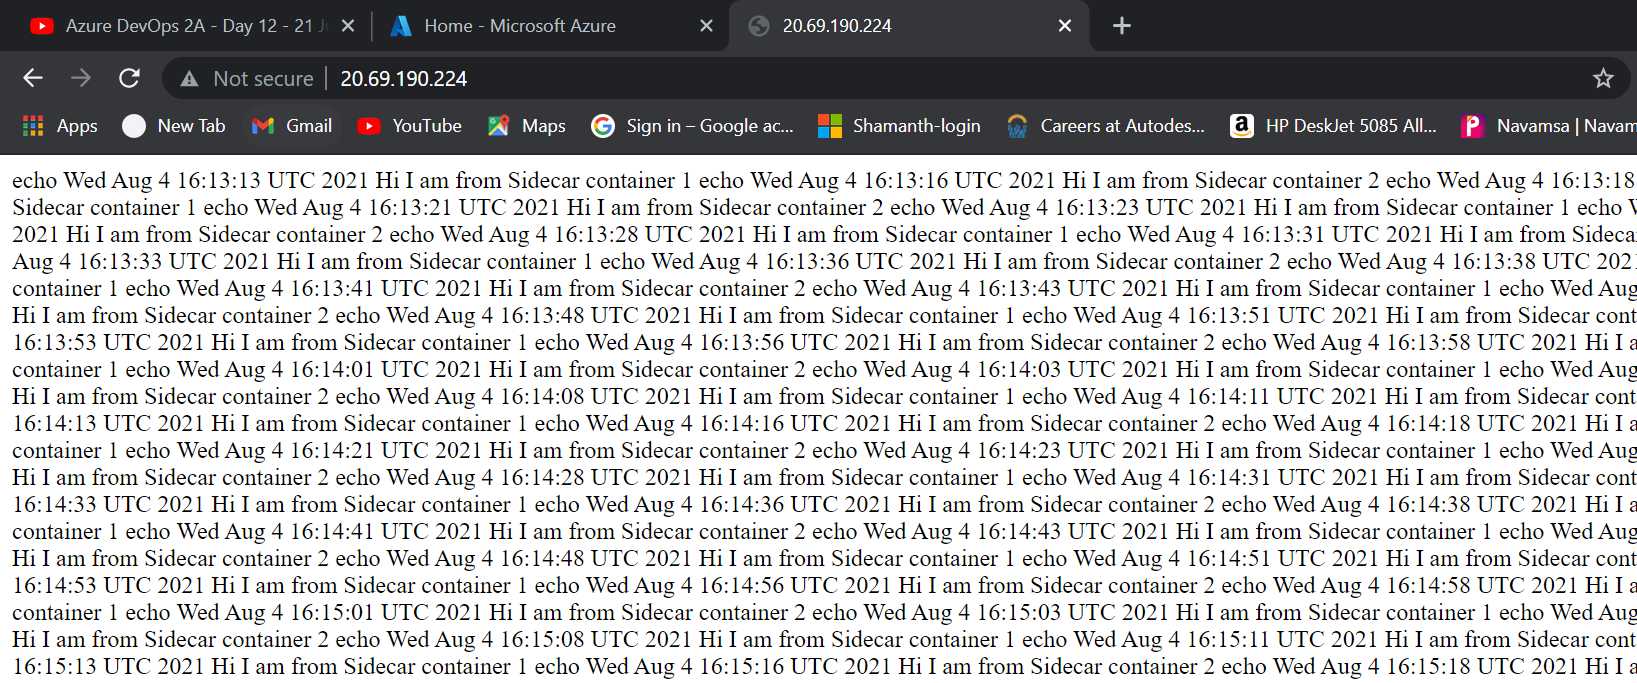 Azure DevOps 2A - Day 12 - 21
Home - Microsoft Azure
20.69.190.224
Not secure
20.69.190.224
Apps
New Tab
Gmail
YouTube
Maps
Sign in – Google ac...
Shamanth-login
Careers at Autodes...
HP DeskJet 5085 All...
Navamsa | Navam
echo Wed Aug 4 16:13:13 UTC 2021 Hi I am from Sidecar container 1 echo Wed Aug 4 16:13:16 UTC 2021 Hi I am from Sidecar container 2 echo Wed Aug 4 16:13:18
Sidecar container 1 echo Wed Aug 4 16:13:21 UTC 2021 Hi I am from Sidecar container 2 echo Wed Aug 4 16:13:23 UTC 2021 Hi I am from Sidecar container 1 echo
2021 Hi I am from Sidecar container 2 echo Wed Aug 4 16:13:28 UTC 2021 Hi I am from Sidecar container 1 echo Wed Aug 4 16:13:31 UTC 2021 Hi I am from Sideca
Aug 4 16:13:33 UTC 2021 Hi I am from Sidecar container 1 echo Wed Aug 4 16:13:36 UTC 2021 Hi I am from Sidecar container 2 echo Wed Aug 4 16:13:38 UTC 202
container 1 echo Wed Aug 4 16:13:41 UTC 2021 Hi I am from Sidecar container 2 echo Wed Aug 4 16:13:43 UTC 2021 Hi I am from Sidecar container 1 echo Wed Aug
Hi I am from Sidecar container 2 echo Wed Aug 4 16:13:48 UTC 2021 Hi I am from Sidecar container 1 echo Wed Aug 4 16:13:51 UTC 2021 Hi I am from Sidecar cont
16:13:53 UTC 2021 Hi I am from Sidecar container 1 echo Wed Aug 4 16:13:56 UTC 2021 Hi I am from Sidecar container 2 echo Wed Aug 4 16:13:58 UTC 2021 Hi I a
container 1 echo Wed Aug 4 16:14:01 UTC 2021 Hi I am from Sidecar container 2 echo Wed Aug 4 16:14:03 UTC 2021 Hi I am from Sidecar container 1 echo Wed Aug
Hi I am from Sidecar container 2 echo Wed Aug 4 16:14:08 UTC 2021 Hi I am from Sidecar container 1 echo Wed Aug 4 16:14:11 UTC 2021 Hi I am from Sidecar cont
16:14:13 UTC 2021 Hi I am from Sidecar container 1 echo Wed Aug 4 16:14:16 UTC 2021 Hi I am from Sidecar container 2 echo Wed Aug 4 16:14:18 UTC 2021 Hi I a
container 1 echo Wed Aug 4 16:14:21 UTC 2021 Hi I am from Sidecar container 2 echo Wed Aug 4 16:14:23 UTC 2021 Hi I am from Sidecar container 1 echo Wed Aug
Hi I am from Sidecar container 2 echo Wed Aug 4 16:14:28 UTC 2021 Hi I am from Sidecar container 1 echo Wed Aug 4 16:14:31 UTC 2021 Hi I am from Sidecar cont
16:14:33 UTC 2021 Hi I am from Sidecar container 1 echo Wed Aug 4 16:14:36 UTC 2021 Hi I am from Sidecar container 2 echo Wed Aug 4 16:14:38 UTC 2021 Hi I a
container 1 echo Wed Aug 4 16:14:41 UTC 2021 Hi I am from Sidecar container 2 echo Wed Aug 4 16:14:43 UTC 2021 Hi I am from Sidecar container 1 echo Wed Aug
Hi I am from Sidecar container 2 echo Wed Aug 4 16:14:48 UTC 2021 Hi I am from Sidecar container 1 echo Wed Aug 4 16:14:51 UTC 2021 Hi I am from Sidecar cont
16:14:53 UTC 2021 Hi I am from Sidecar container 1 echo Wed Aug 4 16:14:56 UTC 2021 Hi I am from Sidecar container 2 echo Wed Aug 4 16:14:58 UTC 2021 Hi I a
container 1 echo Wed Aug 4 16:15:01 UTC 2021 Hi I am from Sidecar container 2 echo Wed Aug 4 16:15:03 UTC 2021 Hi I am from Sidecar container 1 echo Wed Aug
Hi I am from Sidecar container 2 echo Wed Aug 4 16:15:08 UTC 2021 Hi I am from Sidecar container 1 echo Wed Aug 4 16:15:11 UTC 2021 Hi I am from Sidecar cont
16:15:13 UTC 2021 Hi I am from Sidecar container 1 echo Wed Aug 4 16:15:16 UTC 2021 Hi I am from Sidecar container 2 echo Wed Aug 4 16:15:18 UTC 2021 Hi I a